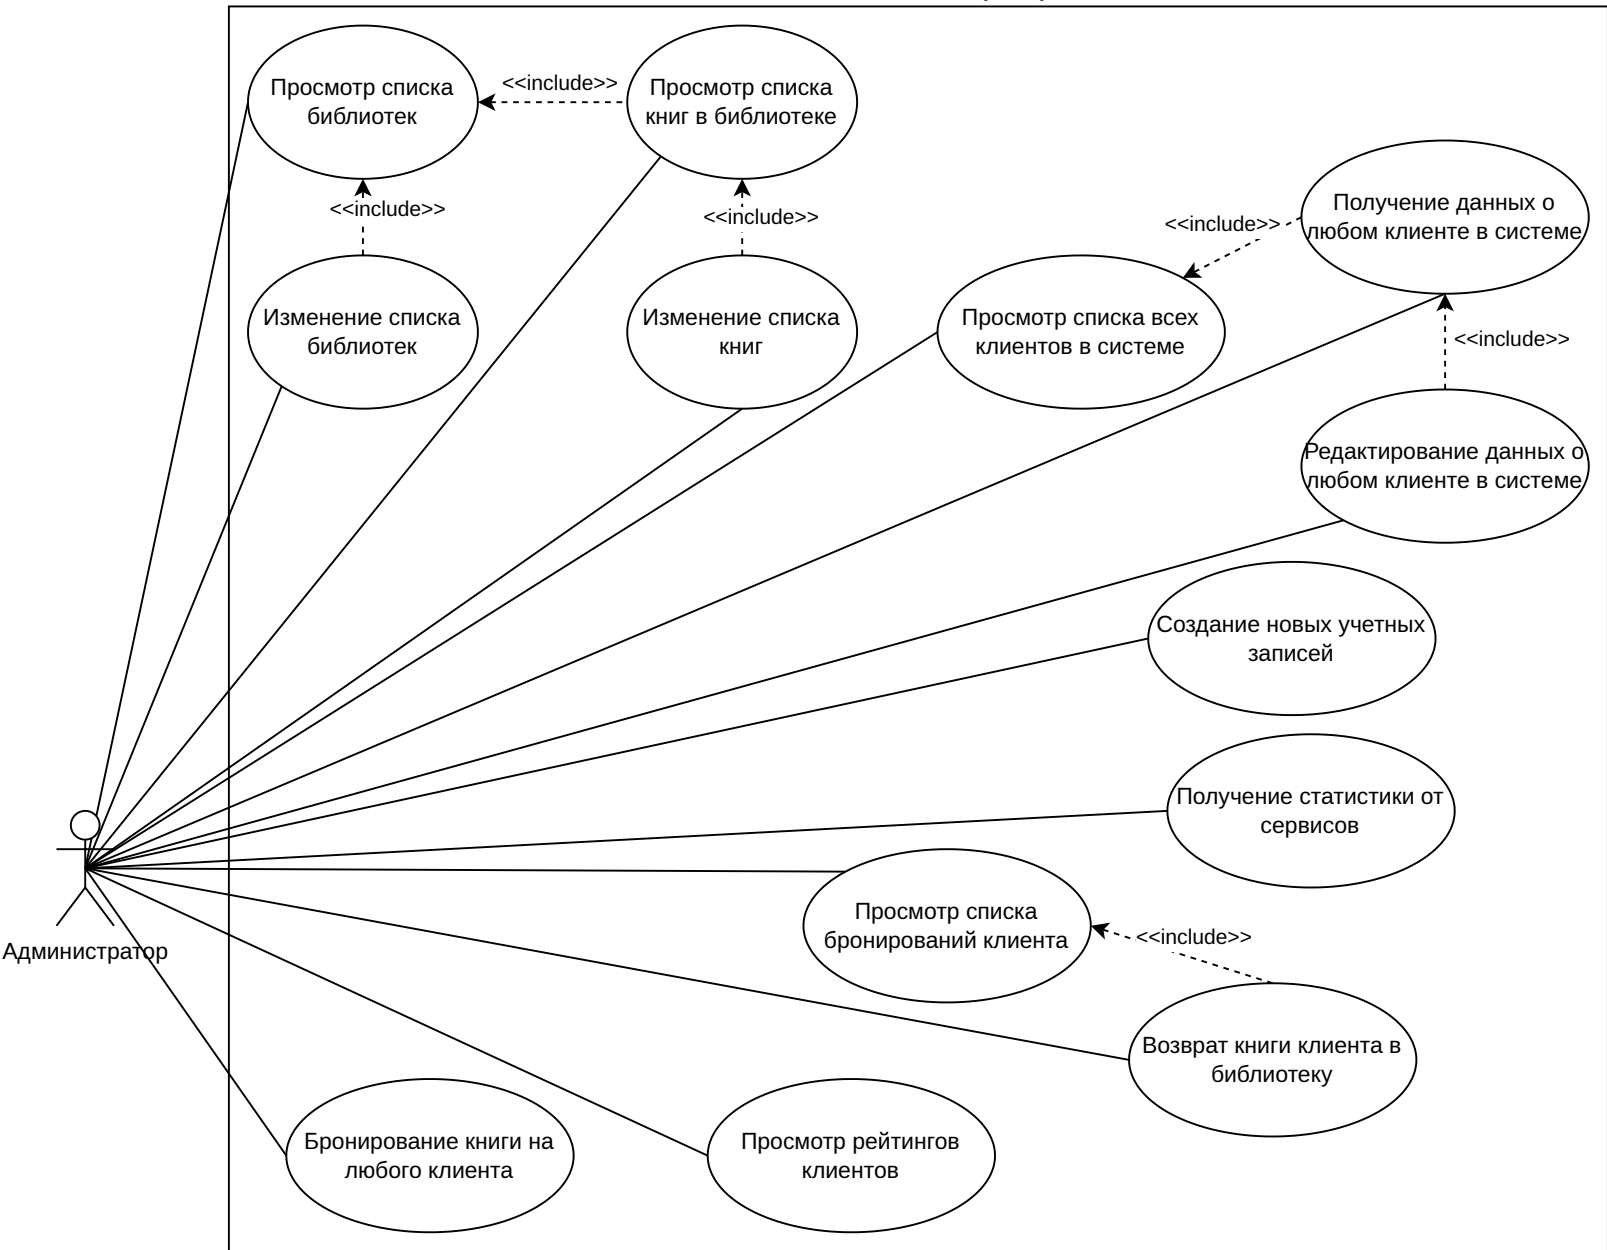 Просмотр списка
библиотек
<<include>>
Просмотр списка
книг в библиотеке
<<include>>
<<include>>
Получение данных о
любом клиенте в системе
<<include>>
Изменение списка
библиотек
Изменение списка
книг
Просмотр списка всех
клиентов в системе
<<include>>
Редактирование данных о
любом клиенте в системе
Создание новых учетных
записей
Получение статистики от
сервисов
Просмотр списка
бронирований клиента
<<include>>
Администратор
Возврат книги клиента в
библиотеку
Бронирование книги на
любого клиента
Просмотр рейтингов
клиентов